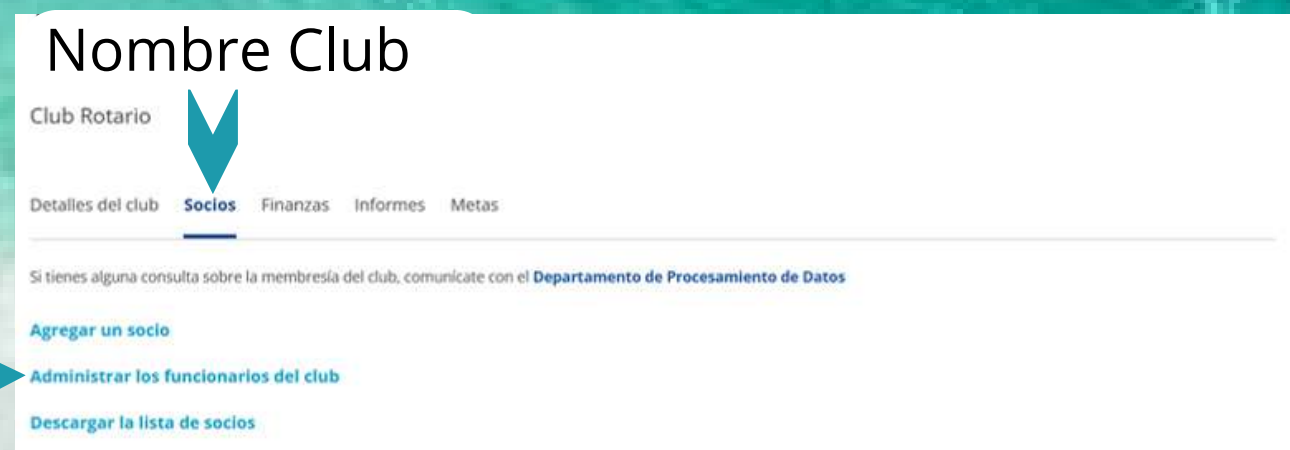 Nombre Club
Club Rotario
Detalles del club Socios Finanzas Informes Metas
Si tienes alguna consulta sobre la membresía del club, comunícate con el Departamento de Procesamiento de Datos
Agregar un socio
Administrar los funcionarios del club
Descargar la lista de socios